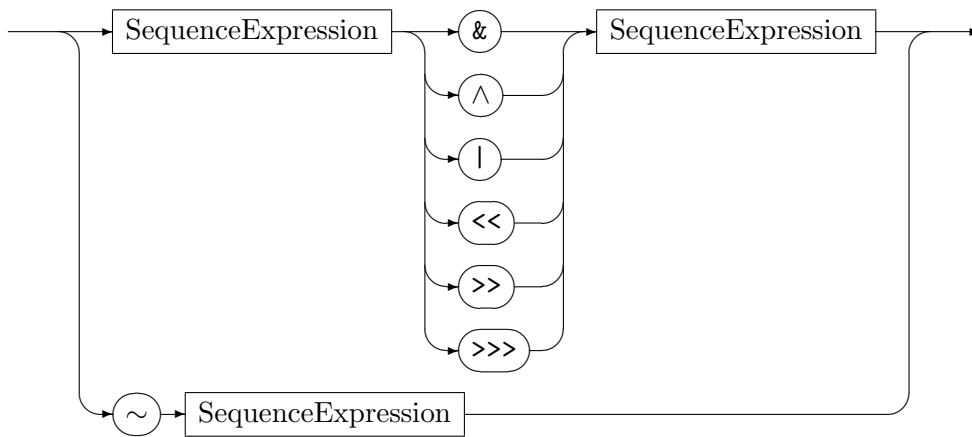 SequenceExpression & SequenceExpression
∧
|
<<
>>
>>>
∼ SequenceExpression